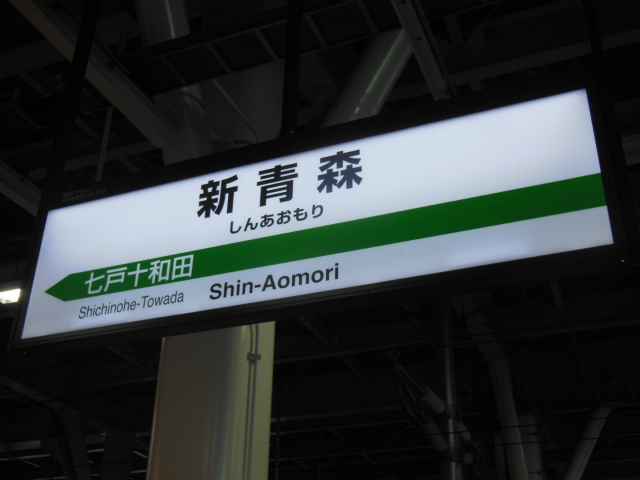 新青森
しんあおもり
七戸十和田
Shichinohe-Towada
Shin-Aomori